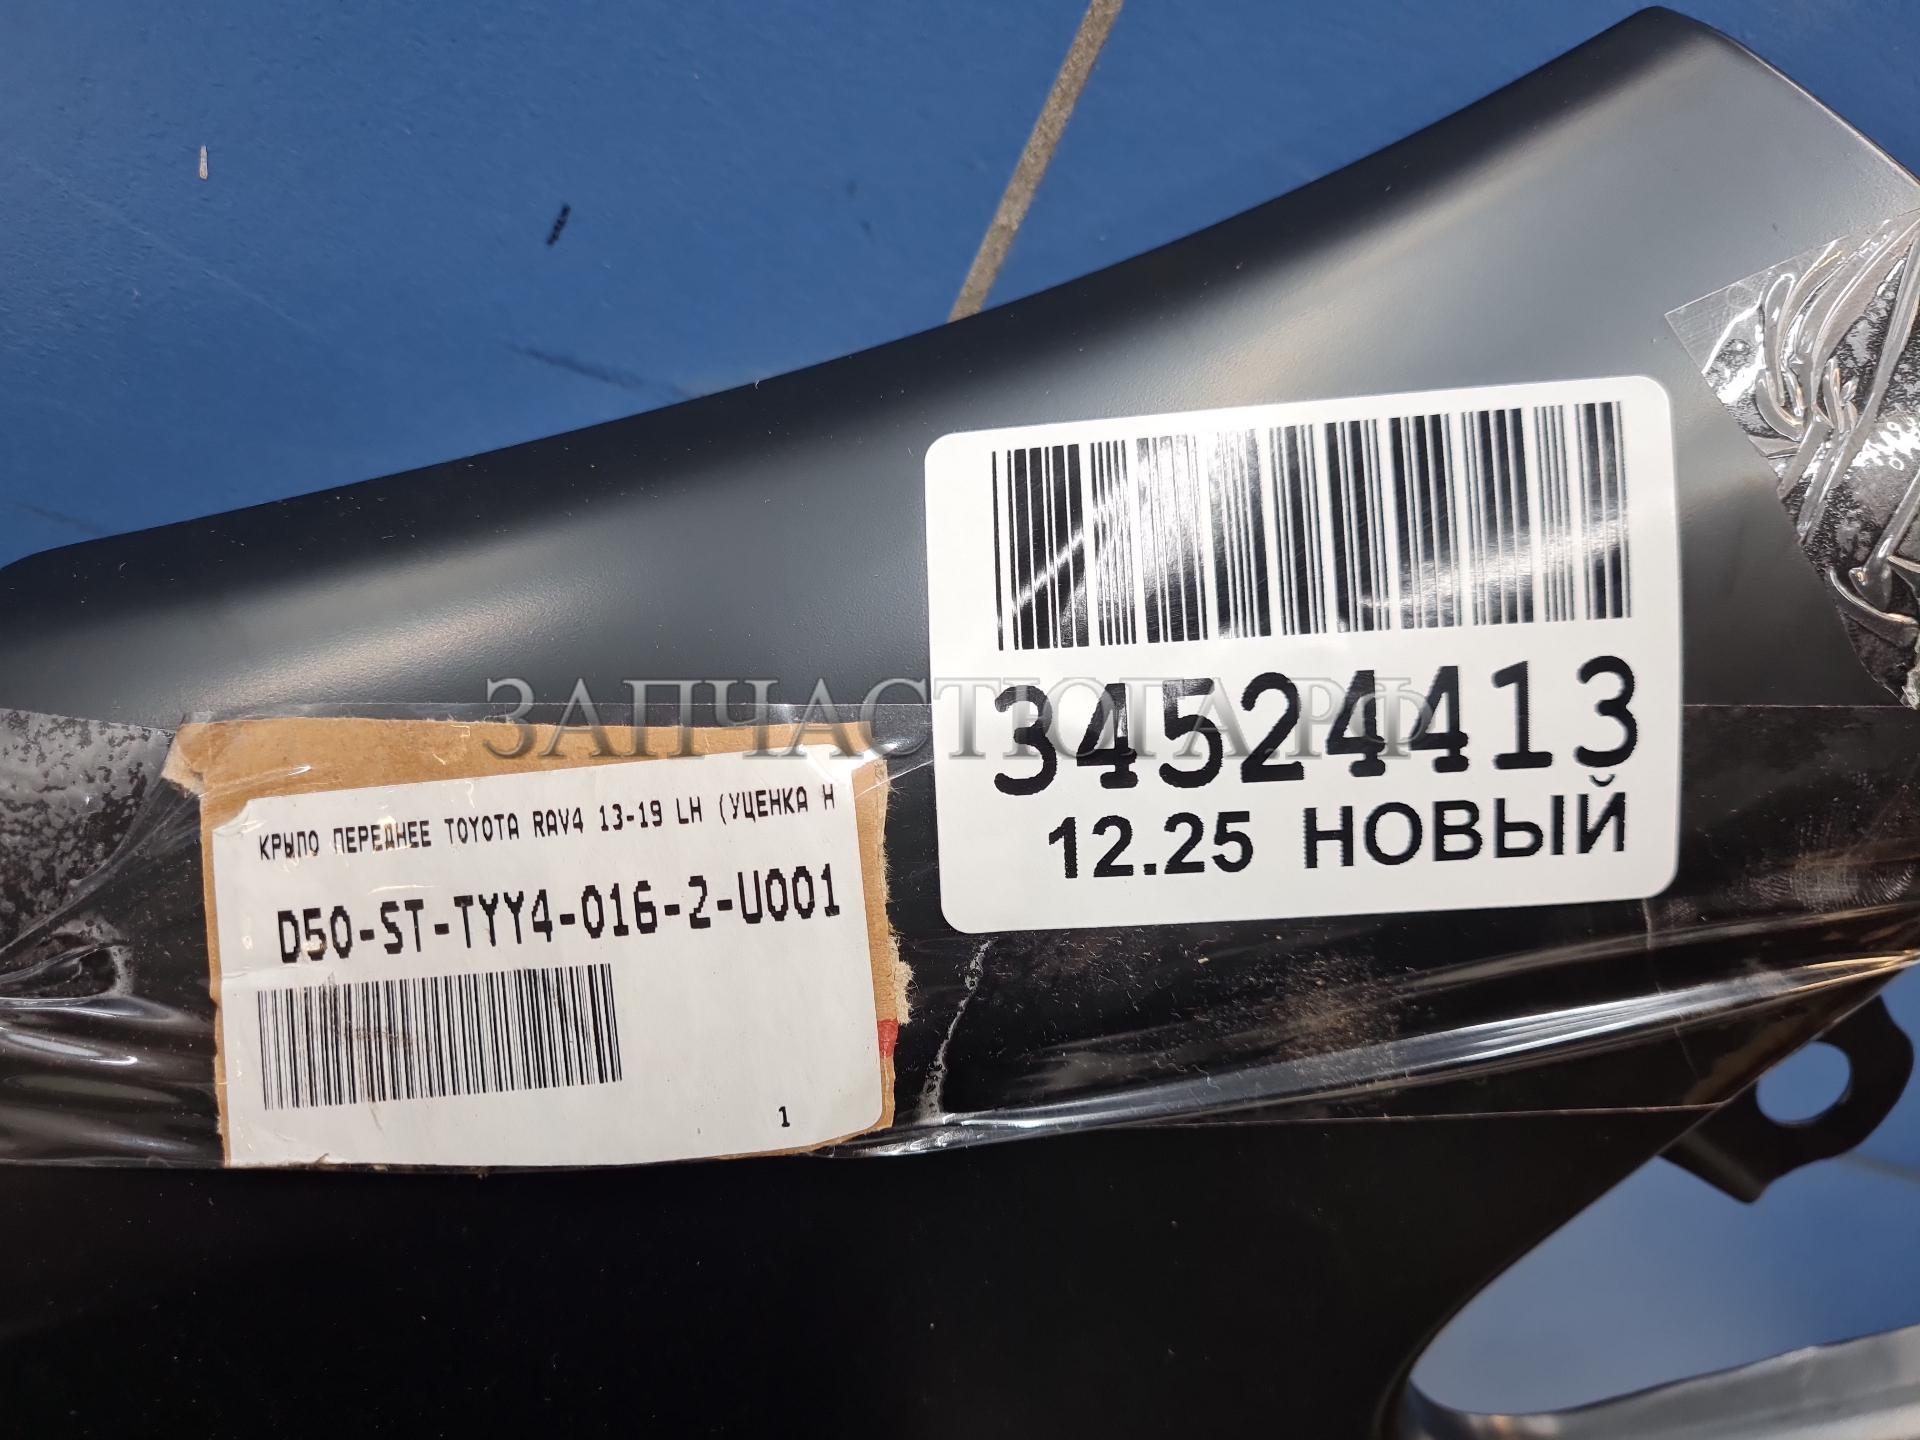 ЗАПЧАСТЮГА.РФ
34524413
12.25 НОВЫЙ
КРЫЛО ПЕРЕДНЕЕ TOYOTA RAV4 13-19 LH (УЦЕНКА Н
D50-ST-TYY4-016-2-U001
1